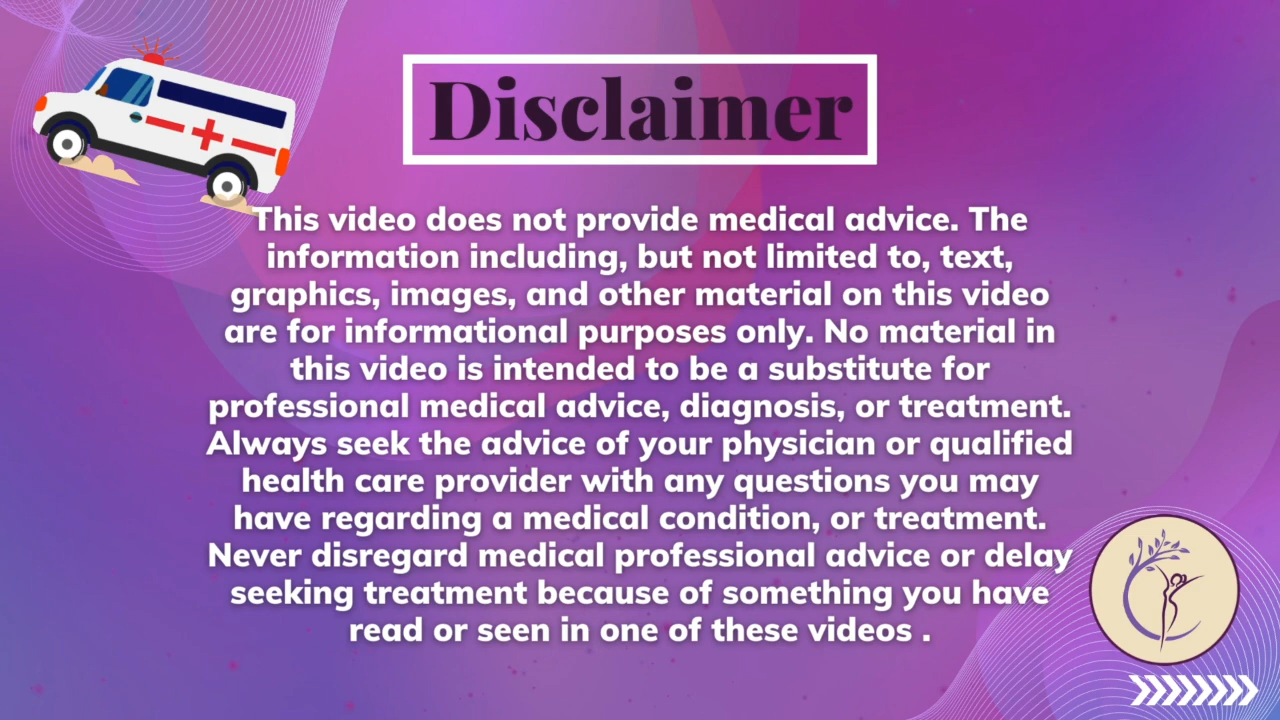 Disclaimer
This video does not provide medical advice. The
information including, but not limited to, text,
graphics, images, and other material on this video
are for informational purposes only. No material in
this video is intended to be a substitute for
professional medical advice, diagnosis, or treatment.
Always seek the advice of your physician or qualified
health care provider with any questions you may
have regarding a medical condition, or treatment.
Never disregard medical professional advice or delay
seeking treatment because of something you have
read or seen in one of these videos .